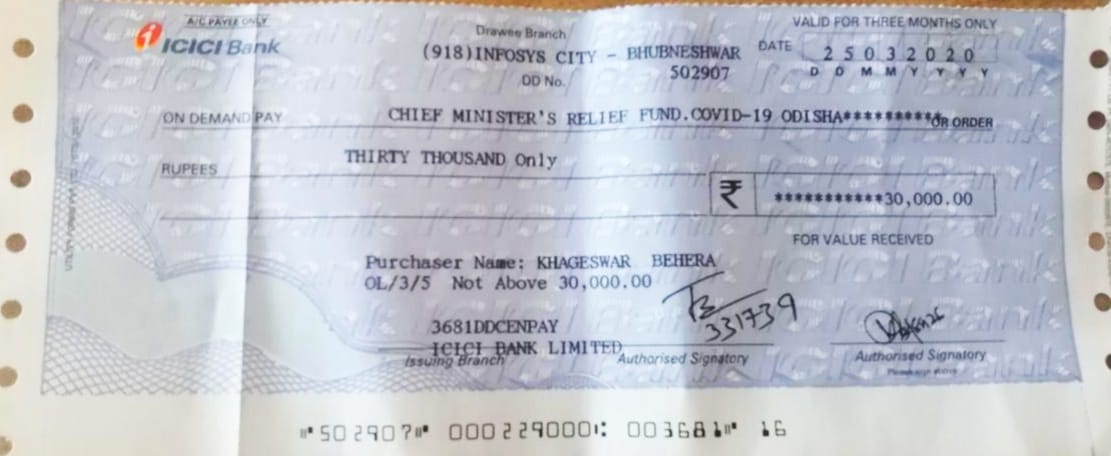 A/C PAYEE ONLY
ICICI Bank
Drawee Branch
(918)INFOSYS CITY - BHUBNESHWAR
DD No. 502907
VALID FOR THREE MONTHS ONLY
DATE 25032020
D D M M Y Y Y Y
ON DEMAND PAY CHIEF MINISTER'S RELIEF FUND.COVID-19 ODISHA********** OR ORDER
RUPEES THIRTY THOUSAND Only
₹ ***********30,000.00
FOR VALUE RECEIVED
Purchaser Name: KHAGESWAR BEHERA
OL/3/5 Not Above 30,000.00
331739
3681DDCENPAY
ICICI BANK LIMITED
Issuing Branch Authorised Signatory Authorised Signatory
⑈502907⑈ 000229000⑆ 003681⑈ 16